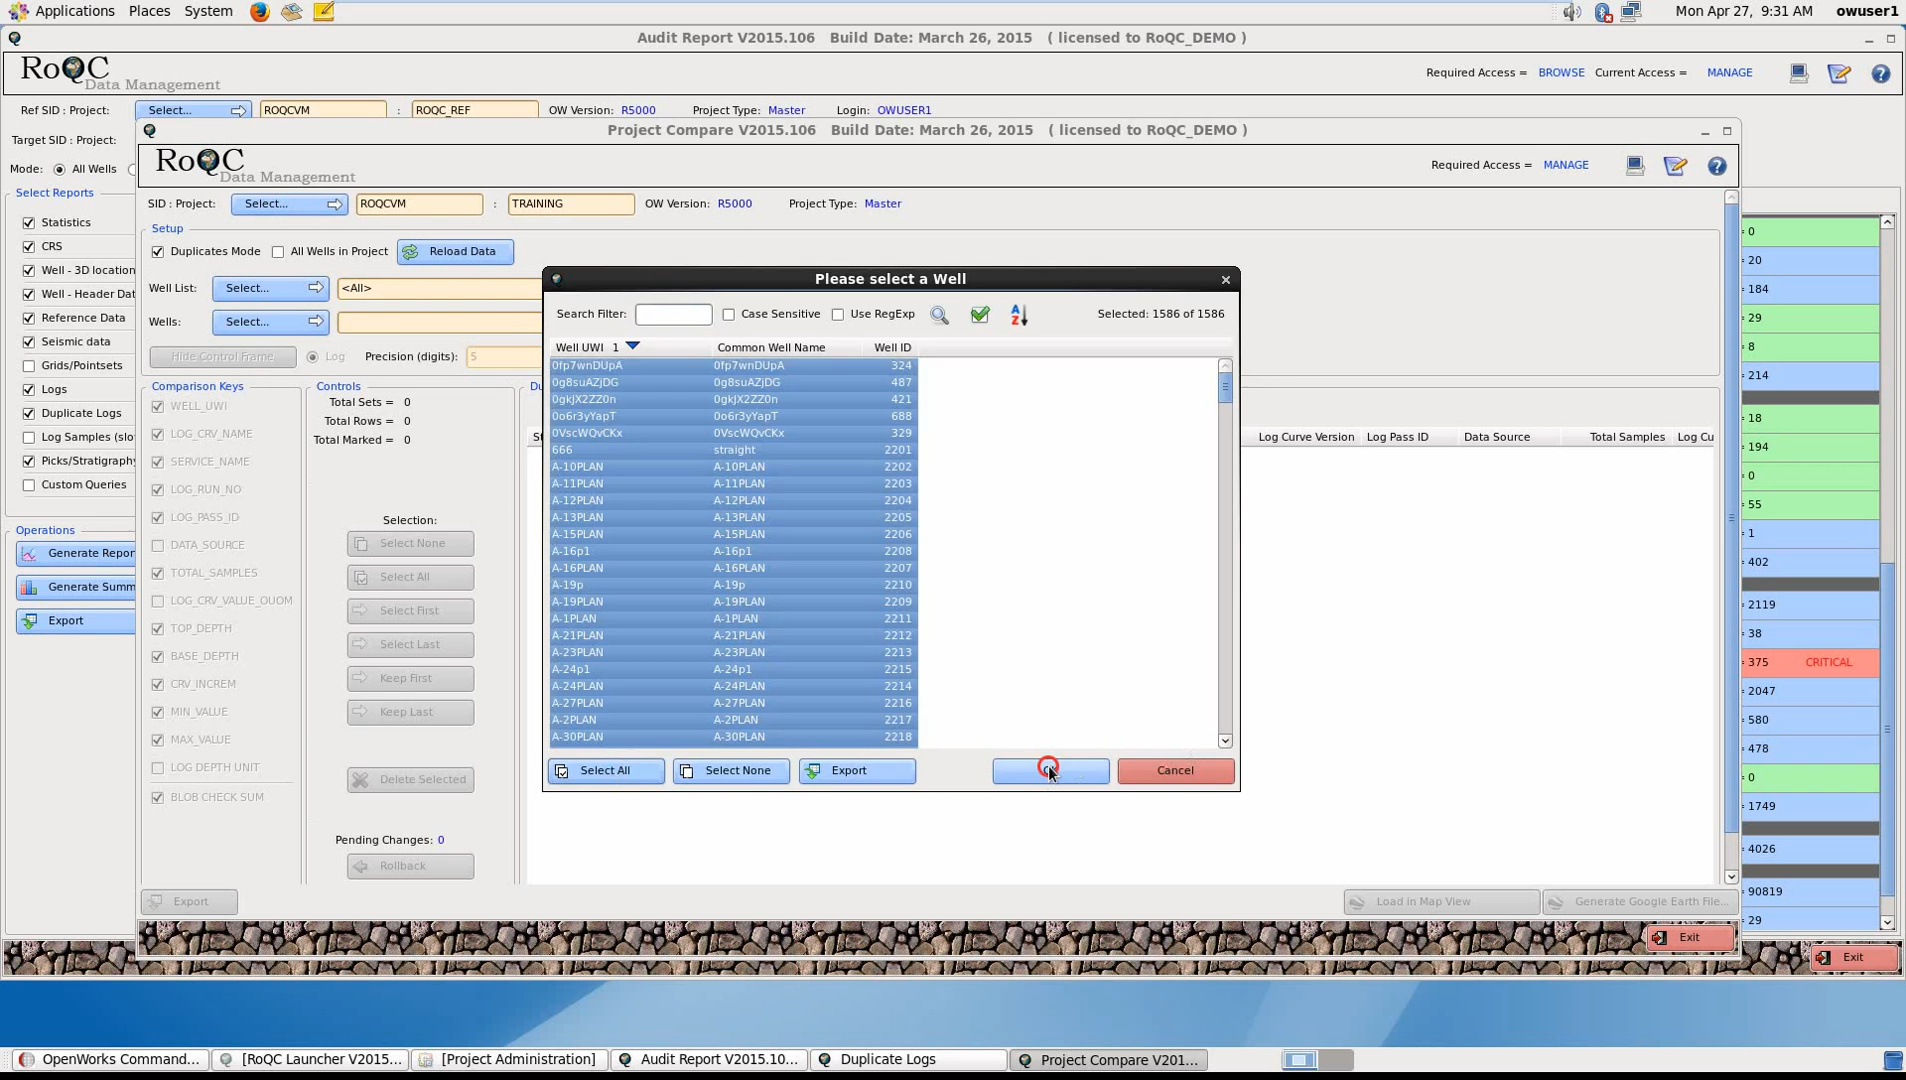 Applications Places System
Mon Apr 27, 9:31 AM owuser1
Audit Report V2015.106 Build Date: March 26, 2015 ( licensed to RoQC_DEMO )
RoQC
Data Management
Required Access = BROWSE Current Access = MANAGE
Ref SID : Project: Select... ROQCVM : ROQC_REF OW Version: R5000 Project Type: Master Login: OWUSER1
Target SID : Project:
Mode: All Wells
Select Reports
Statistics
CRS
Well - 3D location
Well - Header Dat
Reference Data
Seismic data
Grids/Pointsets
Logs
Duplicate Logs
Log Samples (slo
Picks/Stratigraphy
Custom Queries
Operations
Generate Repor
Generate Summ
Export
Project Compare V2015.106 Build Date: March 26, 2015 ( licensed to RoQC_DEMO )
RoQC
Data Management
Required Access = MANAGE
SID : Project: Select... ROQCVM : TRAINING OW Version: R5000 Project Type: Master
Setup
Duplicates Mode All Wells in Project Reload Data
Well List: Select... <All>
Wells: Select...
Hide Control Frame Log Precision (digits): 5
Comparison Keys
WELL_UWI
LOG_CRV_NAME
SERVICE_NAME
LOG_RUN_NO
LOG_PASS_ID
DATA_SOURCE
TOTAL_SAMPLES
LOG_CRV_VALUE_OUOM
TOP_DEPTH
BASE_DEPTH
CRV_INCREM
MIN_VALUE
MAX_VALUE
LOG DEPTH UNIT
BLOB CHECK SUM
Controls
Total Sets = 0
Total Rows = 0
Total Marked = 0
Selection:
Select None
Select All
Select First
Select Last
Keep First
Keep Last
Delete Selected
Pending Changes: 0
Rollback
Du
St
Log Curve Version Log Pass ID Data Source Total Samples Log Cu
Please select a Well
Search Filter: Case Sensitive Use RegExp Selected: 1586 of 1586
Well UWI 1 Common Well Name Well ID
0fp7wnDUpA 0fp7wnDUpA 324
0g8suAZjDG 0g8suAZjDG 487
0gkjX2ZZ0n 0gkjX2ZZ0n 421
0o6r3yYapT 0o6r3yYapT 688
0VscWQvCKx 0VscWQvCKx 329
666 straight 2201
A-10PLAN A-10PLAN 2202
A-11PLAN A-11PLAN 2203
A-12PLAN A-12PLAN 2204
A-13PLAN A-13PLAN 2205
A-15PLAN A-15PLAN 2206
A-16p1 A-16p1 2208
A-16PLAN A-16PLAN 2207
A-19p A-19p 2210
A-19PLAN A-19PLAN 2209
A-1PLAN A-1PLAN 2211
A-21PLAN A-21PLAN 2212
A-23PLAN A-23PLAN 2213
A-24p1 A-24p1 2215
A-24PLAN A-24PLAN 2214
A-27PLAN A-27PLAN 2216
A-2PLAN A-2PLAN 2217
A-30PLAN A-30PLAN 2218
Select All Select None Export Cancel
= 0
= 20
= 184
= 29
= 8
= 214
= 18
= 194
= 0
= 55
= 1
= 402
= 2119
= 38
= 375 CRITICAL
= 2047
= 580
= 478
= 0
= 1749
= 4026
= 90819
= 29
Export Load in Map View Generate Google Earth File...
Exit
Exit
OpenWorks Command... [RoQC Launcher V2015... [Project Administration] Audit Report V2015.10... Duplicate Logs Project Compare V201...